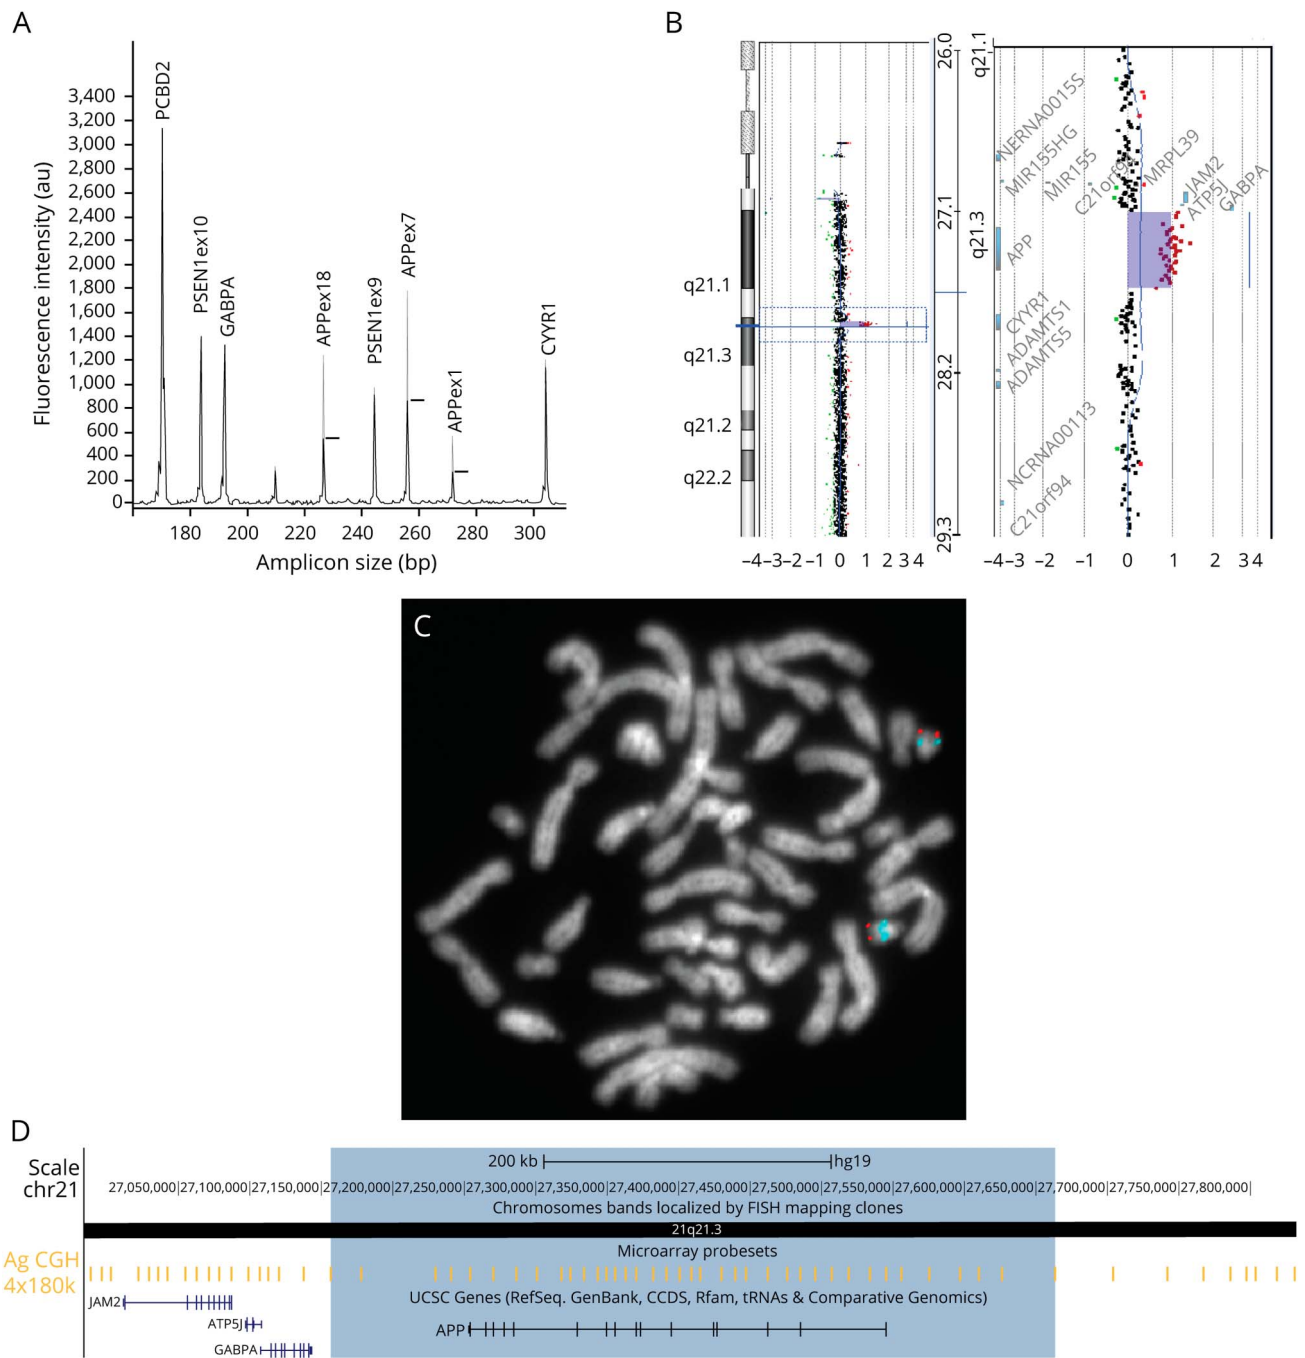 A
Fluorescence intensity (au)
3,400
3,200
3,000
2,800
2,600
2,400
2,200
2,000
1,800
1,600
1,400
1,200
1,000
800
600
400
200
0
PCBD2
PSEN1ex10
GABPA
APPex18
PSEN1ex9
APPex7
APPex1
CYYR1
180 200 220 240 260 280 300
Amplicon size (bp)
B
q21.1
q21.3
q21.2
q22.2
–4 –3 –2 –1 0 1 2 3 4
26.0
27.1
28.2
29.3
q21.1
q21.3
NERNA0015S
MIR155HG
MIR15S
C21orf94
MRPL39
JAM2
ATP5J
GABPA
APP
CYYR1
ADAMTS1
ADAMTS5
NCRNA00113
C21orf94
–4 –3 –2 –1 0 1 2 3 4
C
D
Scale
chr21
200 kb hg19
27,050,000| 27,100,000| 27,150,000| 27,200,000| 27,250,000| 27,300,000| 27,350,000| 27,400,000| 27,450,000| 27,500,000| 27,550,000| 27,600,000| 27,650,000| 27,700,000| 27,750,000| 27,800,000|
Chromosomes bands localized by FISH mapping clones
21q21.3
Microarray probesets
Ag CGH
4x180k
UCSC Genes (RefSeq. GenBank, CCDS, Rfam, tRNAs & Comparative Genomics)
JAM2
ATP5J
APP
GABPA